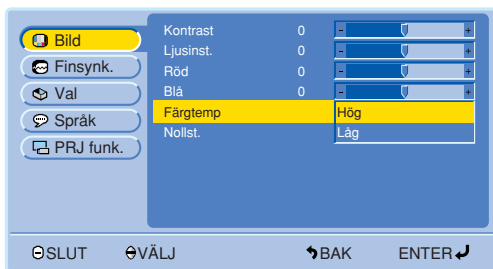 Bild
Finsynk.
Val
Språk
PRJ funk.
Kontrast 0 - +
Ljusinst. 0 - +
Röd 0 - +
Blå 0 - +
Färgtemp Hög
Nollst. Låg
SLUT VÄLJ BAK ENTER